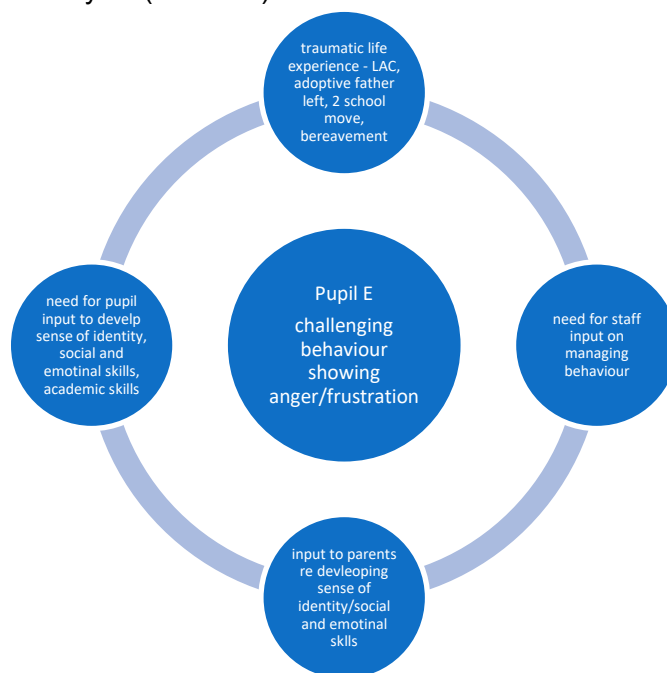 traumatic life
experience - LAC,
adoptive father
left, 2 school
move,
bereavement
Pupil E
challenging
behaviour
showing
anger/frustration
need for pupil
input to develp
sense of identity,
social and
emotinal skills,
academic skills
need for staff
input on
managing
behaviour
input to parents
re devleoping
sense of
identity/social
and emotinal
sklls